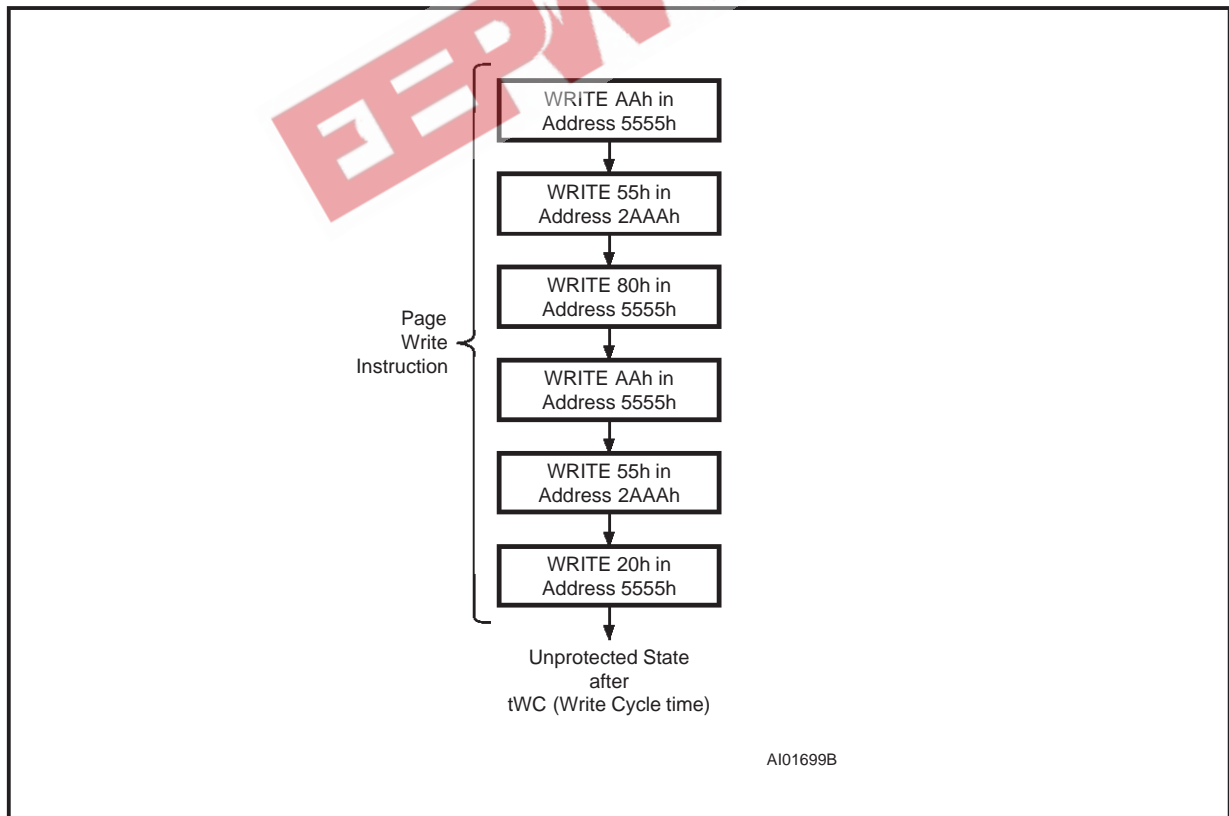 EEPW
WRITE AAh in
Address 5555h
WRITE 55h in
Address 2AAAh
WRITE 80h in
Address 5555h
Page
Write
Instruction
WRITE AAh in
Address 5555h
WRITE 55h in
Address 2AAAh
WRITE 20h in
Address 5555h
Unprotected State
after
tWC (Write Cycle time)
AI01699B